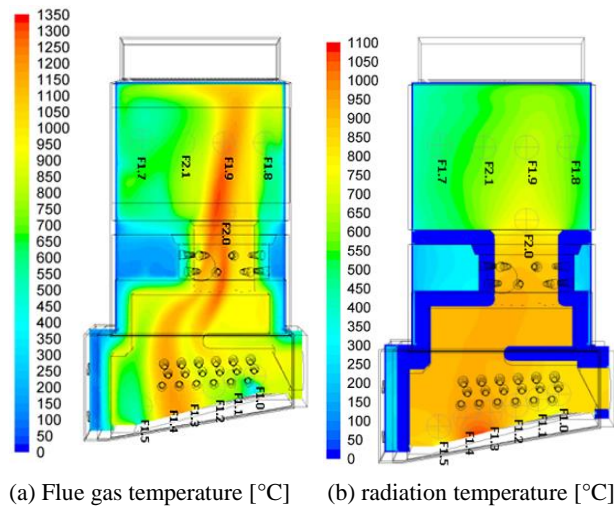 1350
1300
1250
1200
1150
1100
1050
1000
950
900
850
800
750
700
650
600
550
500
450
400
350
300
250
200
150
100
50
0
F1.7
F2.1
F1.9
F1.8
F2.0
F1.5
F1.4
F1.3
F1.2
F1.1
F1.0
1100
1050
1000
950
900
850
800
750
700
650
600
550
500
450
400
350
300
250
200
150
100
50
0
F1.7
F2.1
F1.9
F1.8
F2.0
F1.5
F1.4
F1.3
F1.2
F1.1
F1.0
(a) Flue gas temperature [°C]
(b) radiation temperature [°C]